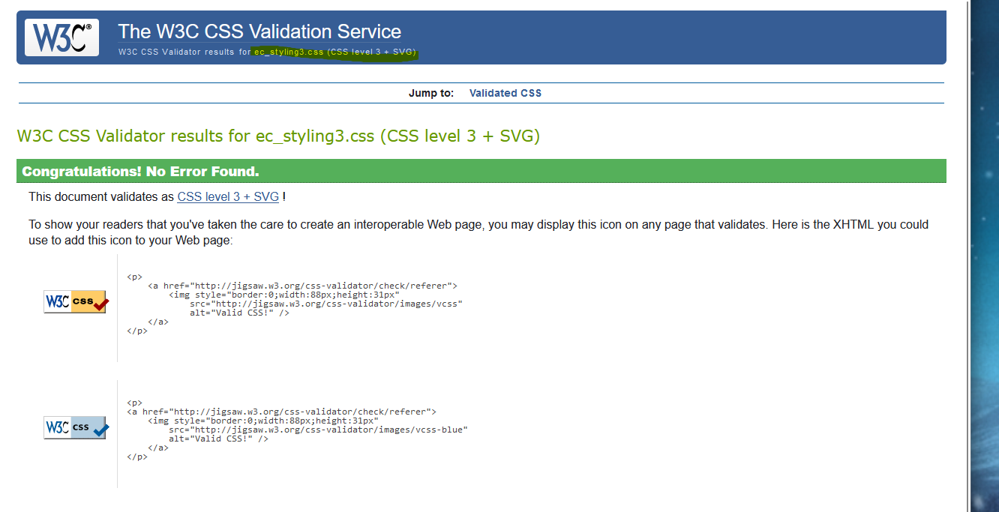 W3C®
The W3C CSS Validation Service
W3C CSS Validator results for ec_styling3.css (CSS level 3 + SVG)
Jump to: Validated CSS
W3C CSS Validator results for ec_styling3.css (CSS level 3 + SVG)
Congratulations! No Error Found.
This document validates as CSS level 3 + SVG !
To show your readers that you've taken the care to create an interoperable Web page, you may display this icon on any page that validates. Here is the XHTML you could
use to add this icon to your Web page:
W3C css
<p>
<a href="http://jigsaw.w3.org/css-validator/check/referer">
<img style="border:0;width:88px;height:31px"
src="http://jigsaw.w3.org/css-validator/images/vcss"
alt="Valid CSS!" />
</a>
</p>
W3C css
<p>
<a href="http://jigsaw.w3.org/css-validator/check/referer">
<img style="border:0;width:88px;height:31px"
src="http://jigsaw.w3.org/css-validator/images/vcss-blue"
alt="Valid CSS!" />
</a>
</p>